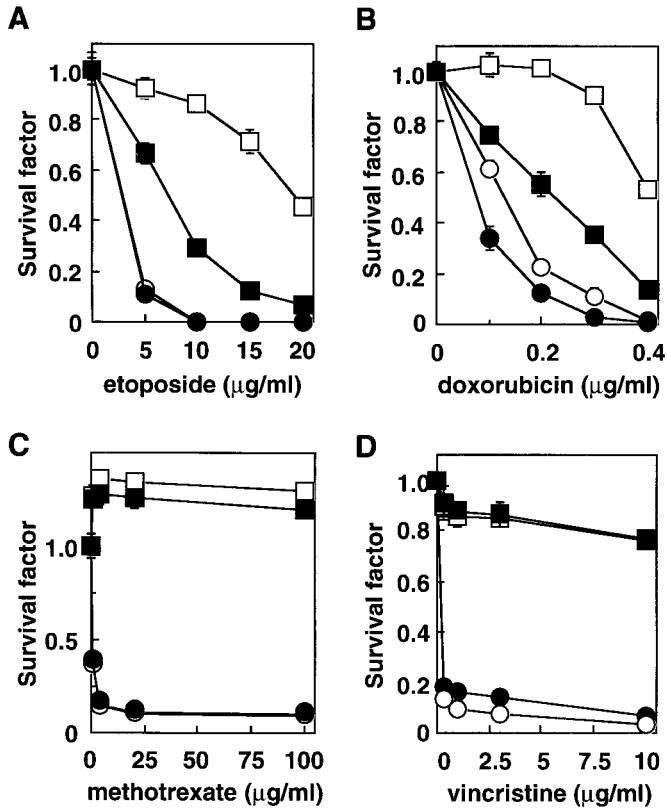 A
Survival factor
1.0
0.8
0.6
0.4
0.2
0
0 5 10 15 20
etoposide (μg/ml)
B
Survival factor
1.0
0.8
0.6
0.4
0.2
0
0 0.2 0.4
doxorubicin (μg/ml)
C
Survival factor
1.0
0.5
0
0 25 50 75 100
methotrexate (μg/ml)
D
Survival factor
1.0
0.8
0.6
0.4
0.2
0
0 2.5 5 7.5 10
vincristine (μg/ml)